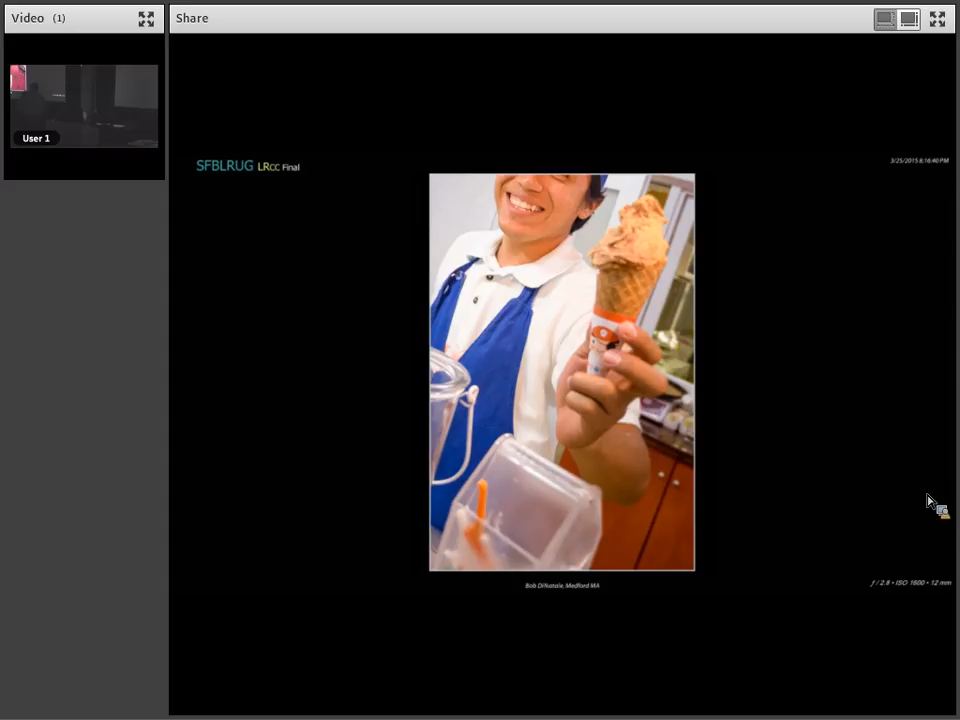 Video (1)
Share
User 1
SFBLRUG LRCC Final
3/25/2015 8:16:40 PM
Bob DiNatale, Medford MA
ƒ / 2.8 • ISO 1600 • 12 mm